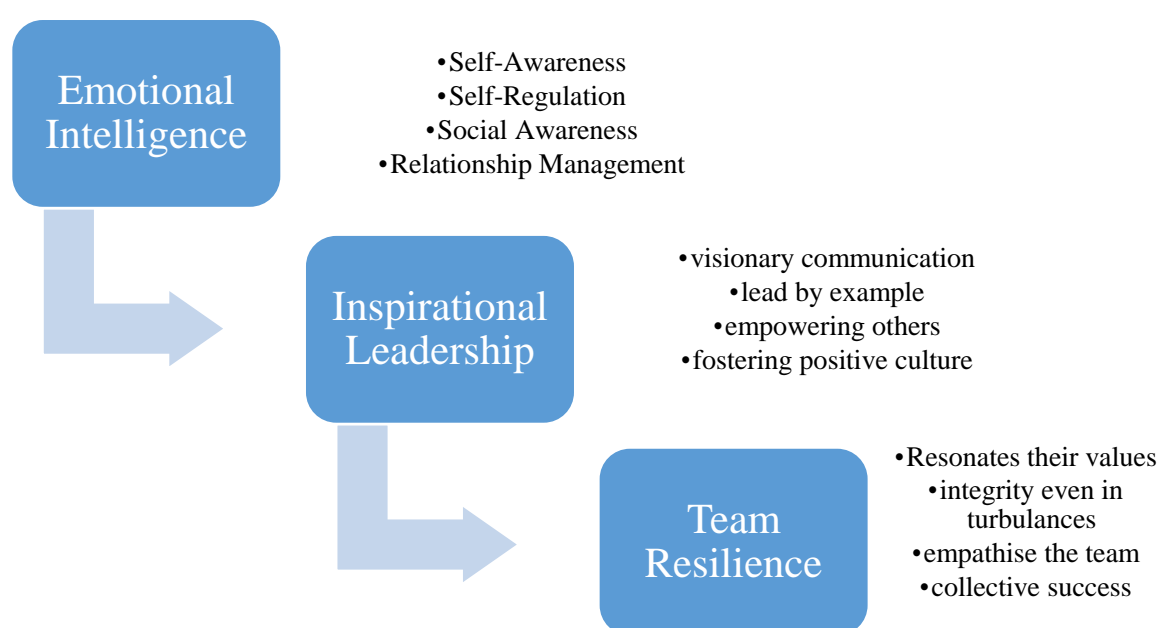 Emotional
Intelligence
•Self-Awareness
•Self-Regulation
•Social Awareness
•Relationship Management
Inspirational
Leadership
•visionary communication
•lead by example
•empowering others
•fostering positive culture
Team
Resilience
•Resonates their values
•integrity even in
turbulances
•empathise the team
•collective success